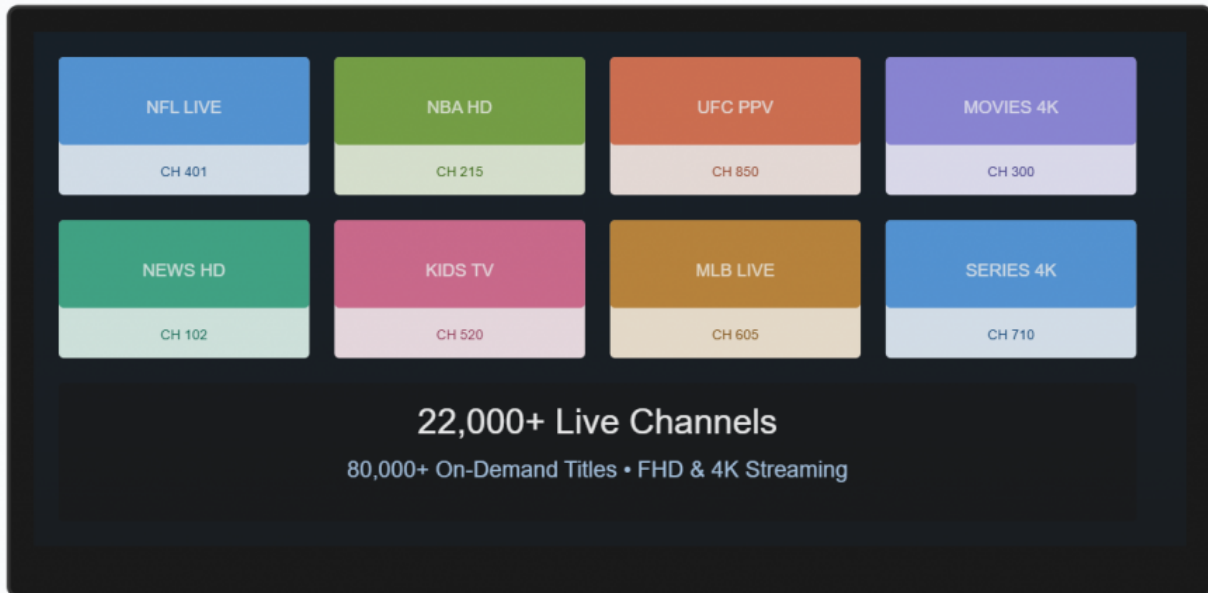 NFL LIVE
NBA HD
UFC PPV
MOVIES 4K
CH 401
CH 215
CH 850
CH 300
NEWS HD
KIDS TV
MLB LIVE
SERIES 4K
CH 102
CH 520
CH 605
CH 710
22,000+ Live Channels
80,000+ On-Demand Titles • FHD & 4K Streaming